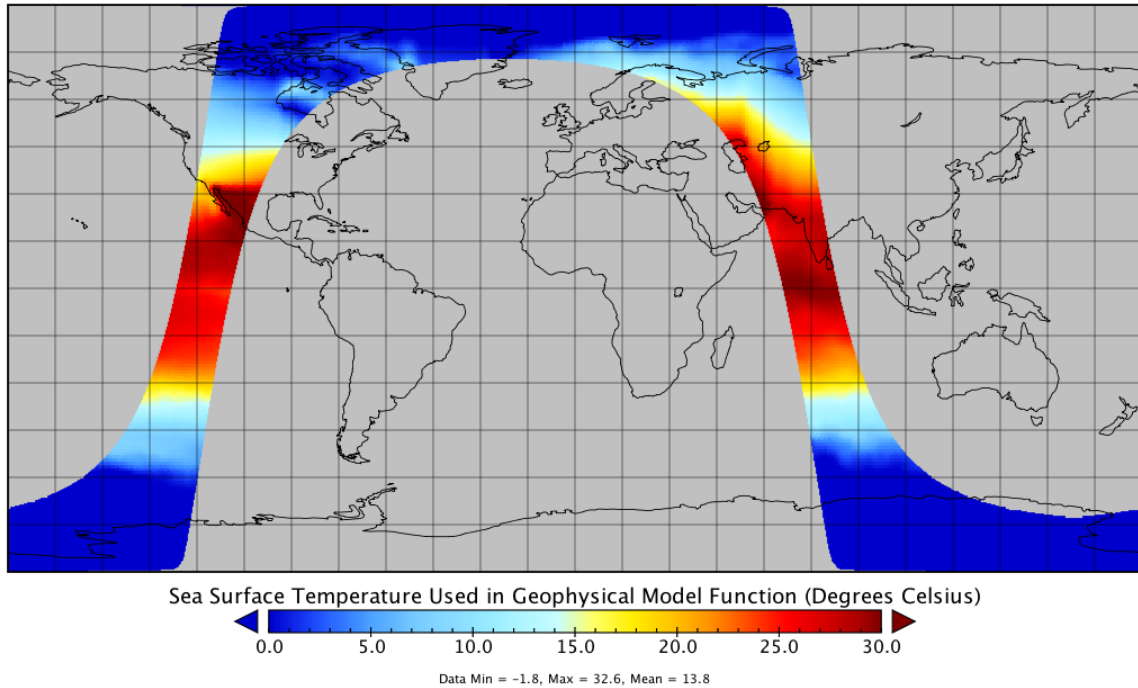 Sea Surface Temperature Used in Geophysical Model Function (Degrees Celsius)
0.0 5.0 10.0 15.0 20.0 25.0 30.0
Data Min = -1.8, Max = 32.6, Mean = 13.8